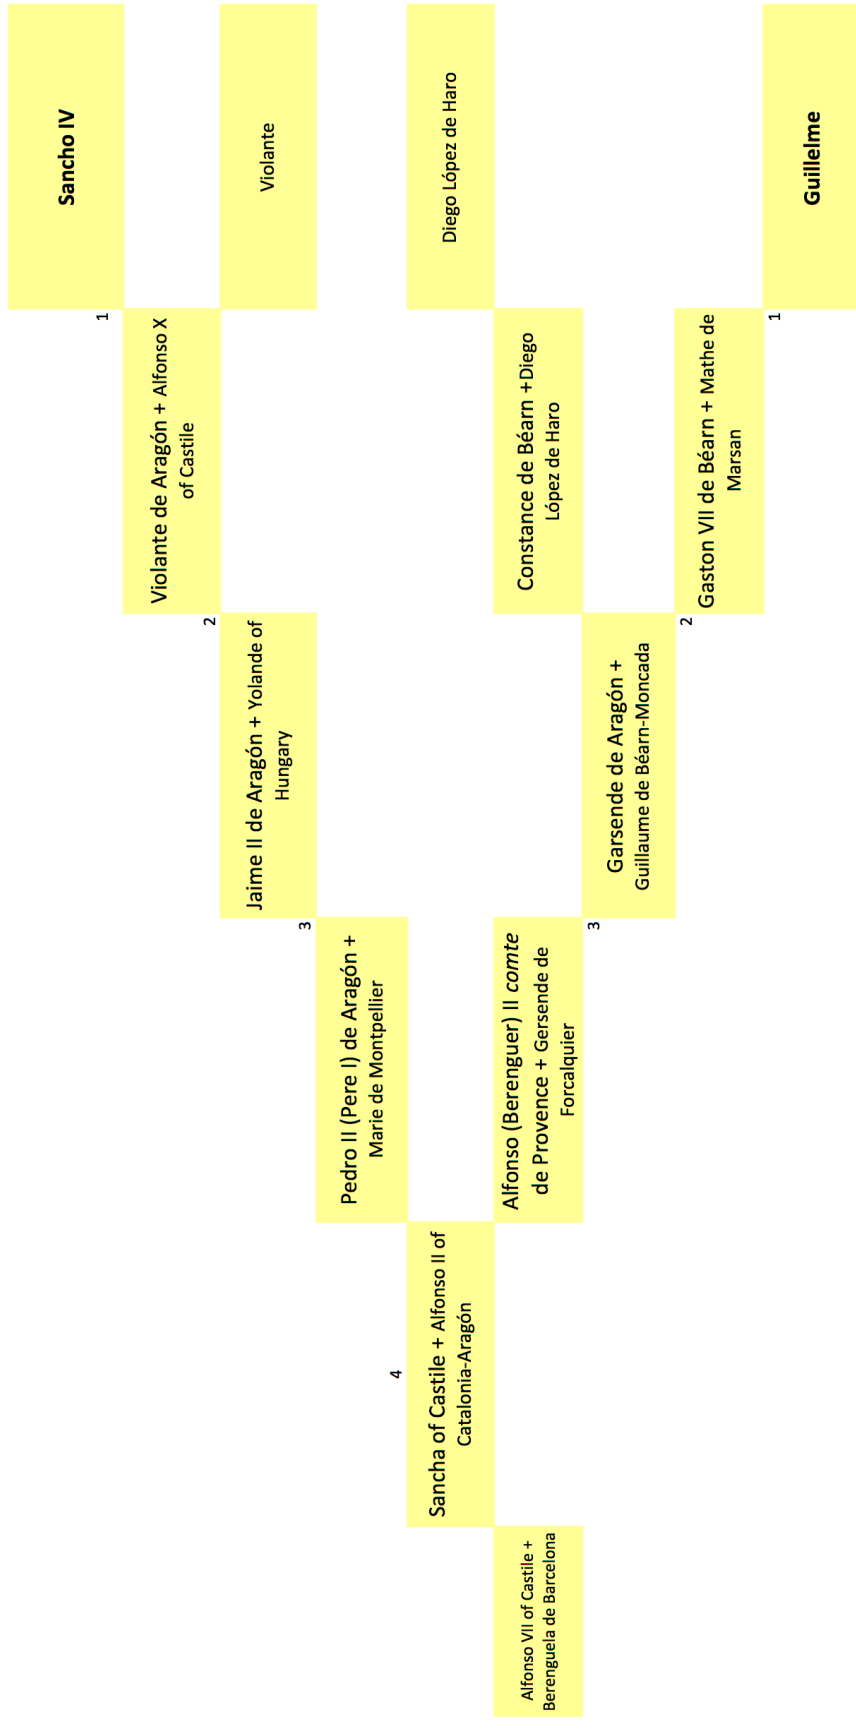 Alfonso VII of Castile +
Berenguela de Barcelona
4
Sancha of Castile + Alfonso II of
Catalonia-Aragón
Pedro II (Pere I) de Aragón +
Marie de Montpellier
Alfonso (Berenguer) II comte
de Provence + Gersende de
Forcalquier
3
Jaime II de Aragón + Yolande of
Hungary
3
Garsende de Aragón +
Guillaume de Béarn-Moncada
2
Violante de Aragón + Alfonso X
of Castile
Constance de Béarn +Diego
López de Haro
2
Gaston VII de Béarn + Mathe de
Marsan
1
Sancho IV
Violante
Diego López de Haro
1
Guillelme